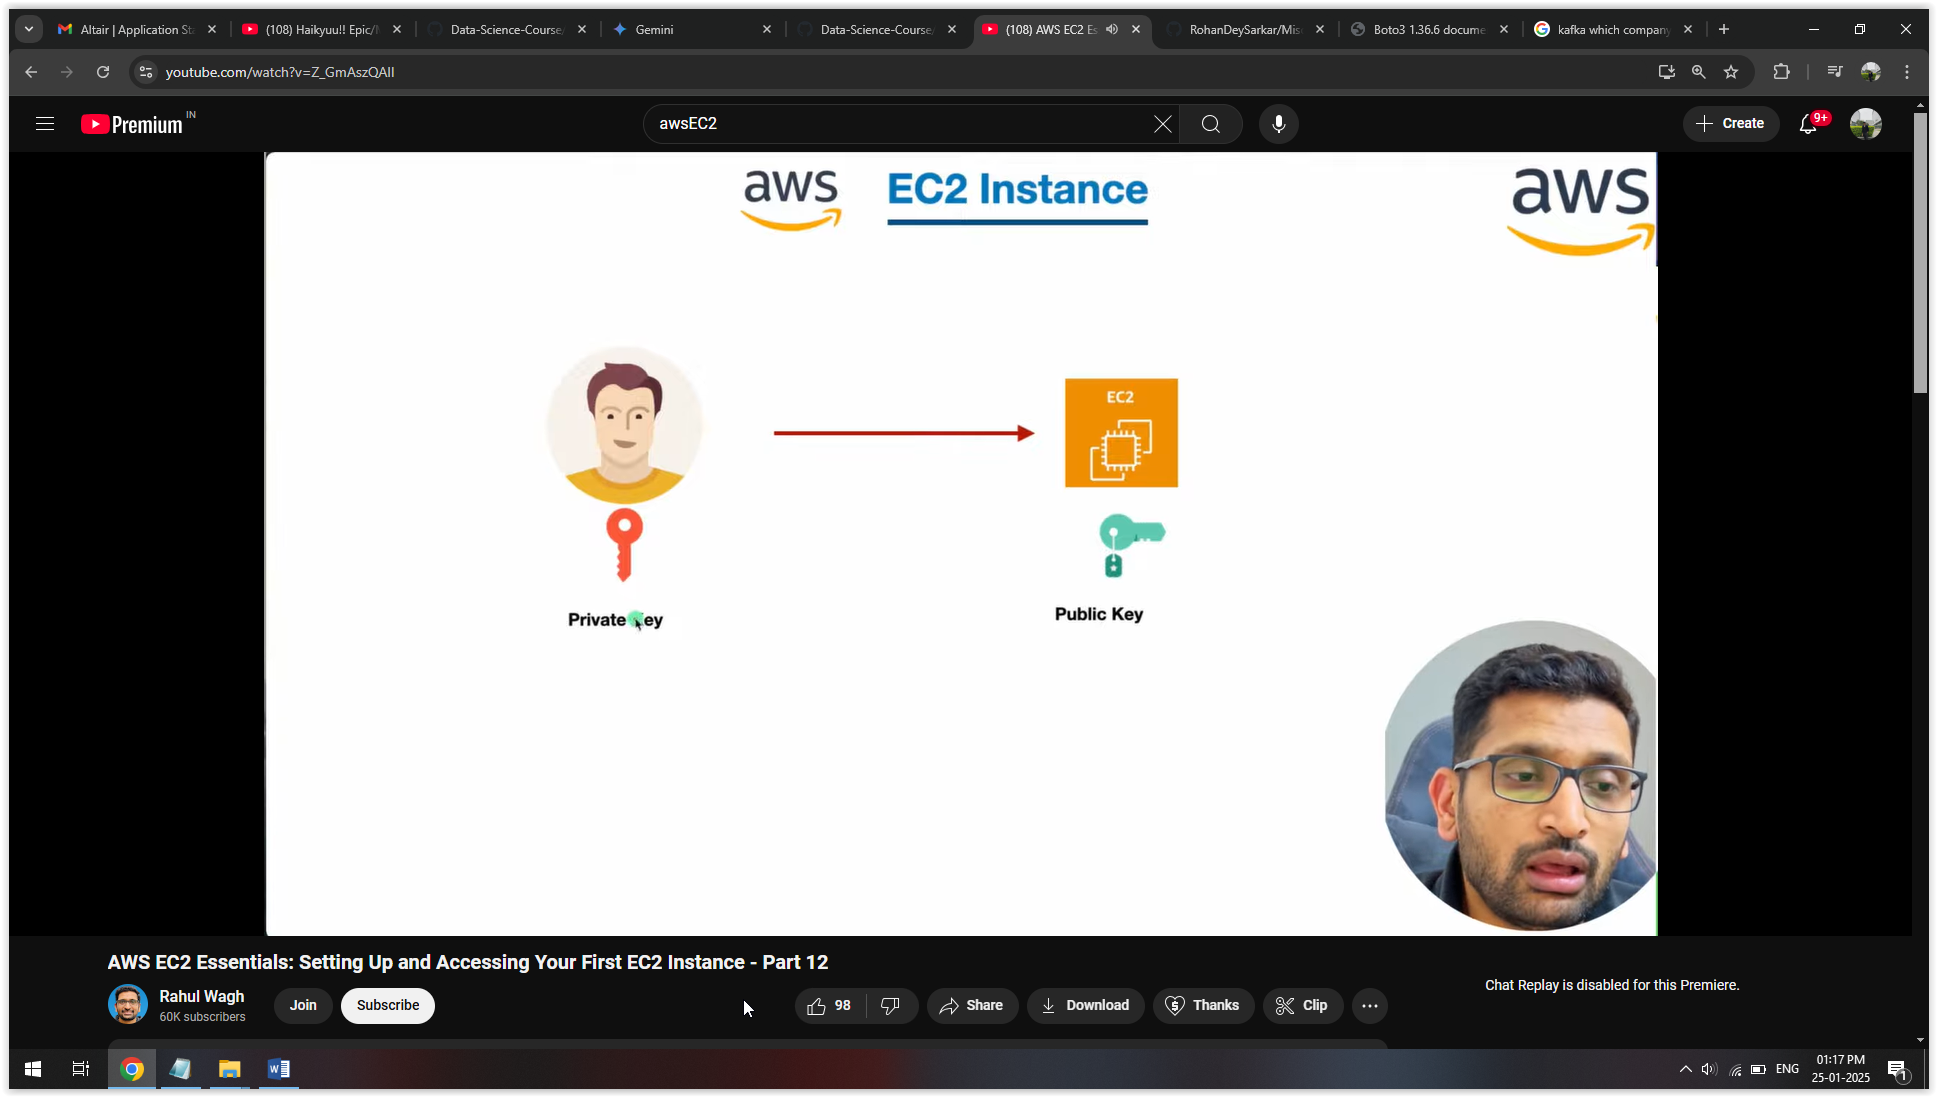 Altair | Application Sta
(108) Haikyuu!! Epic/M
Data-Science-Course/
Gemini
Data-Science-Course/
(108) AWS EC2 Es
RohanDeySarkar/Mis
Boto3 1.36.6 docume
kafka which company
youtube.com/watch?v=Z_GmAszQAlI
Premium IN
awsEC2
Create
9+
aws
EC2 Instance
aws
EC2
Private Key
Public Key
AWS EC2 Essentials: Setting Up and Accessing Your First EC2 Instance - Part 12
Rahul Wagh
60K subscribers
Join
Subscribe
98
Share
Download
Thanks
Clip
Chat Replay is disabled for this Premiere.
W
ENG
01:17 PM
25-01-2025
1